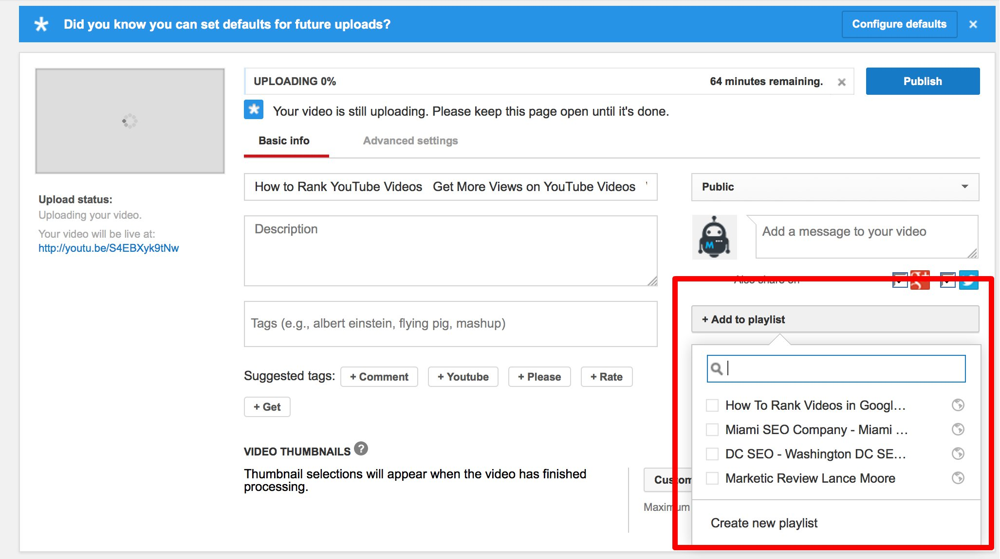 Did you know you can set defaults for future uploads?
Configure defaults
UPLOADING 0%
64 minutes remaining.
Publish
Your video is still uploading. Please keep this page open until it's done.
Basic info
Advanced settings
How to Rank YouTube Videos   Get More Views on YouTube Videos
Public
Upload status:
Uploading your video.
Your video will be live at:
http://youtu.be/S4EBXyk9tNw
Description
M
Add a message to your video
Also share on
g+
Tags (e.g., albert einstein, flying pig, mashup)
+ Add to playlist
Suggested tags:
+ Comment
+ Youtube
+ Please
+ Rate
+ Get
How To Rank Videos in Googl...
Miami SEO Company - Miami ...
DC SEO - Washington DC SE...
Marketic Review Lance Moore
Create new playlist
VIDEO THUMBNAILS ?
Thumbnail selections will appear when the video has finished
processing.
Custom
Maximum